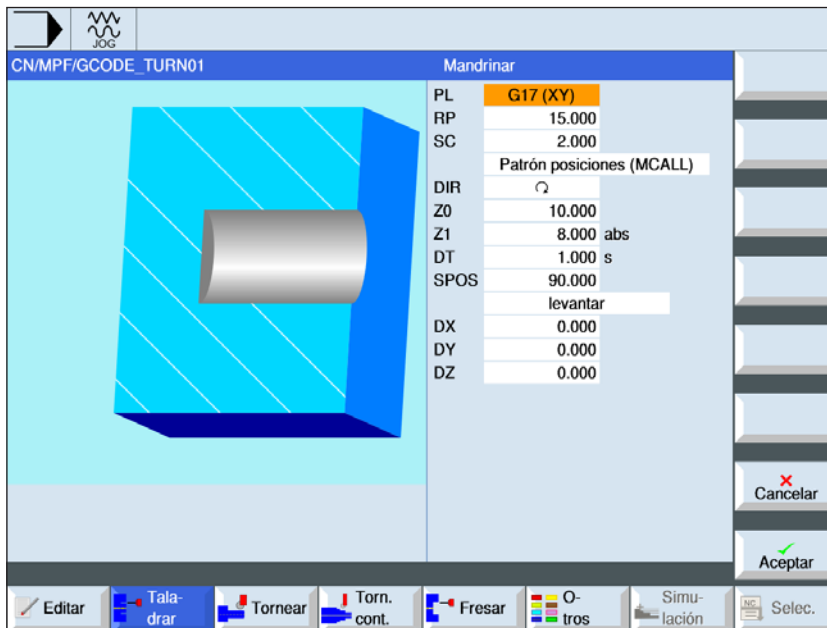 JOG
CN/MPF/GCODE_TURN01
Mandrinar
PL G17 (XY)
RP 15.000
SC 2.000
Patrón posiciones (MCALL)
DIR
Z0 10.000
Z1 8.000 abs
DT 1.000 s
SPOS 90.000
levantar
DX 0.000
DY 0.000
DZ 0.000
Cancelar
Aceptar
Editar
Tala-
drar
Tornear
Torn.
cont.
Fresar
O-
tros
Simu-
lación
NC
Selec.